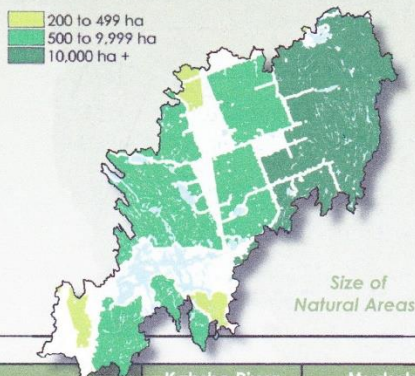 200 to 499 ha
500 to 9,999 ha
10,000 ha +
Size of
Natural Areas